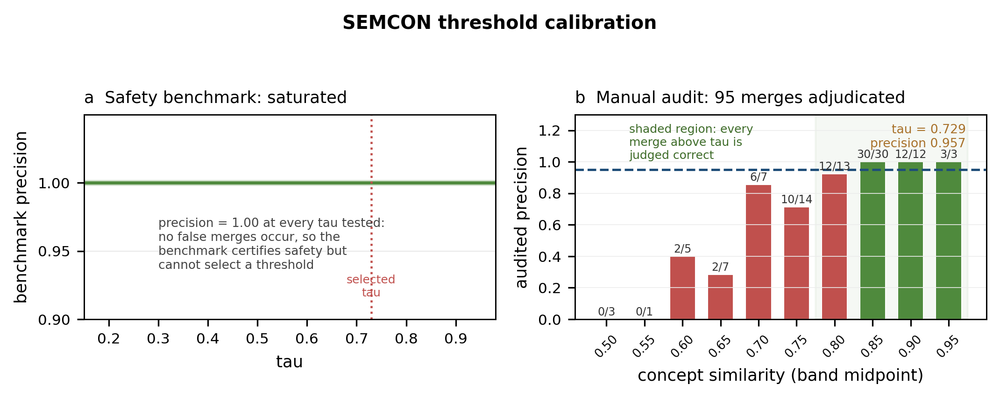 SEMCON threshold calibration
a  Safety benchmark: saturated
benchmark precision
1.00
0.95
0.90
precision = 1.00 at every tau tested:
no false merges occur, so the
benchmark certifies safety but
cannot select a threshold
selected
tau
0.2 0.3 0.4 0.5 0.6 0.7 0.8 0.9
tau
b  Manual audit: 95 merges adjudicated
audited precision
1.2
1.0
0.8
0.6
0.4
0.2
0.0
shaded region: every
merge above tau is
judged correct
tau = 0.729
precision 0.957
0/3 0/1 2/5 2/7 6/7 10/14 12/13 30/30 12/12 3/3
0.50 0.55 0.60 0.65 0.70 0.75 0.80 0.85 0.90 0.95
concept similarity (band midpoint)